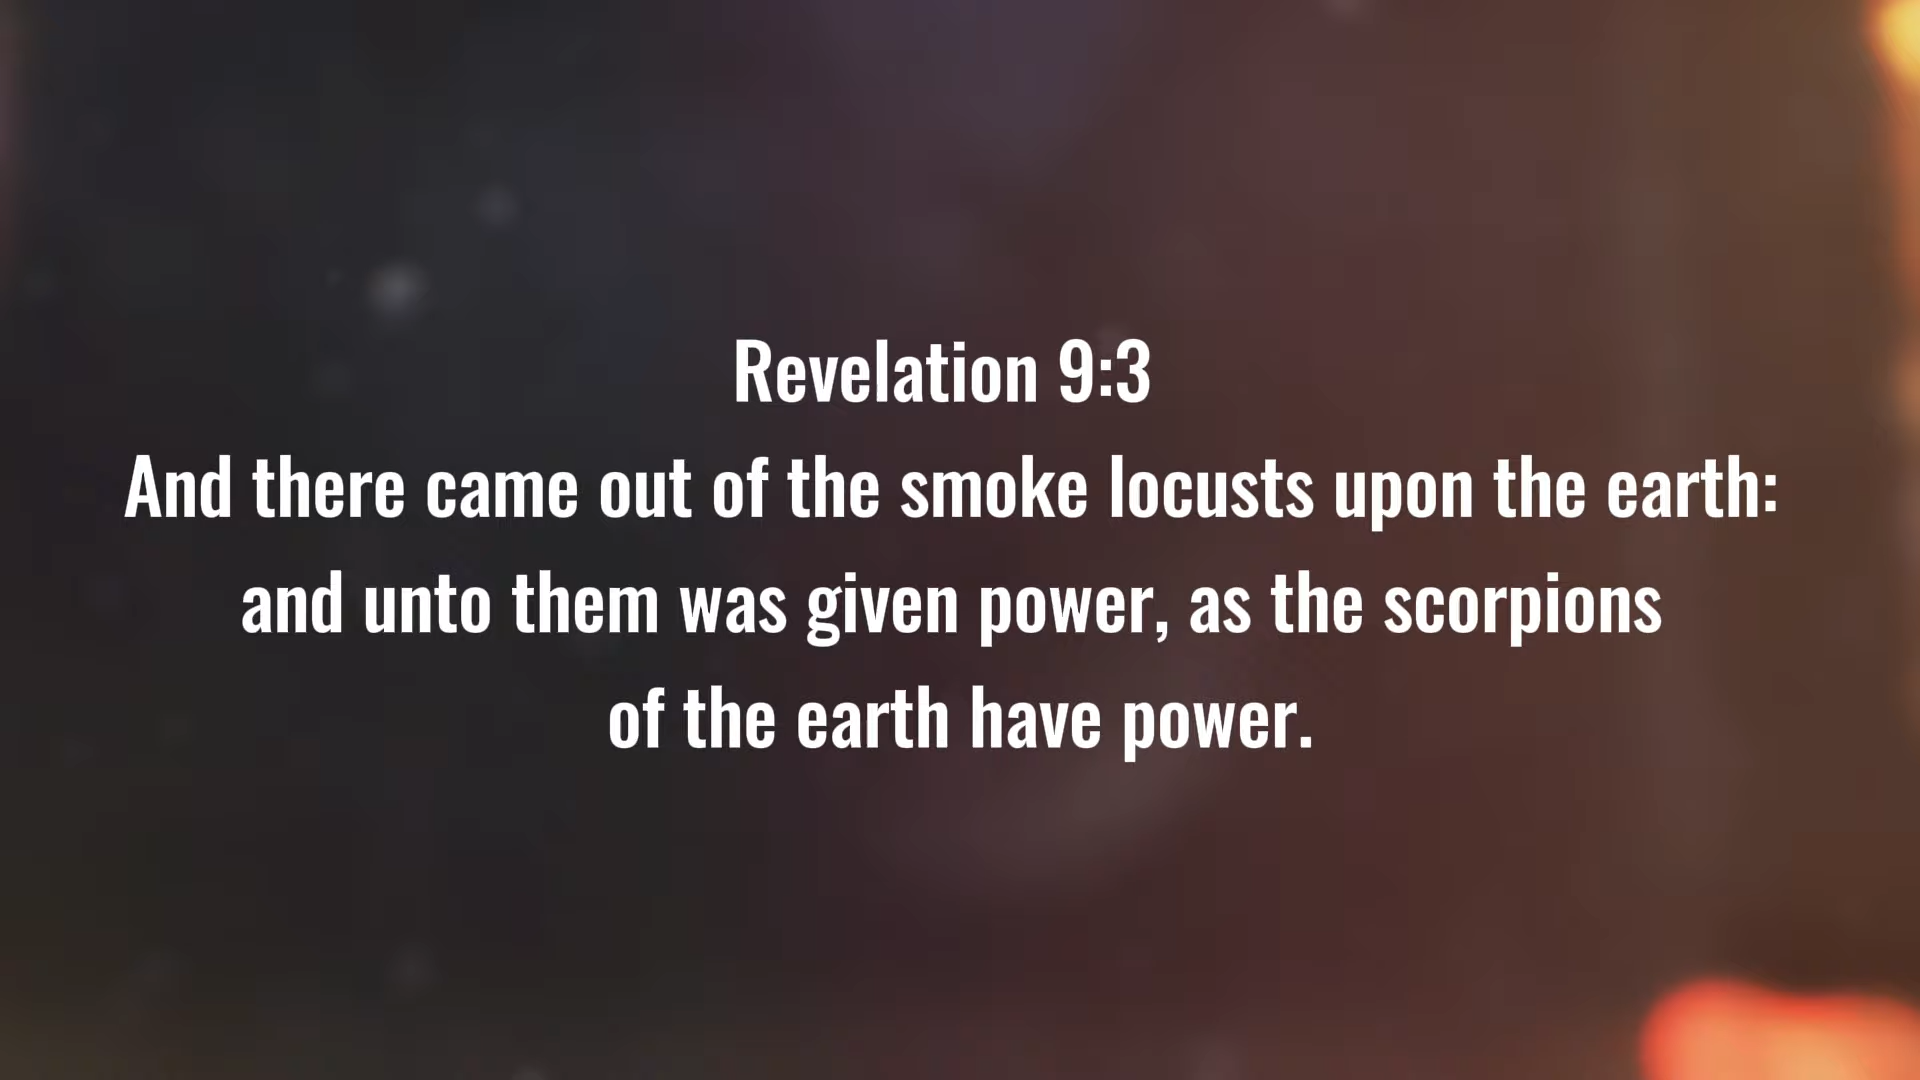 Revelation 9:3
And there came out of the smoke locusts upon the earth:
and unto them was given power, as the scorpions
of the earth have power.